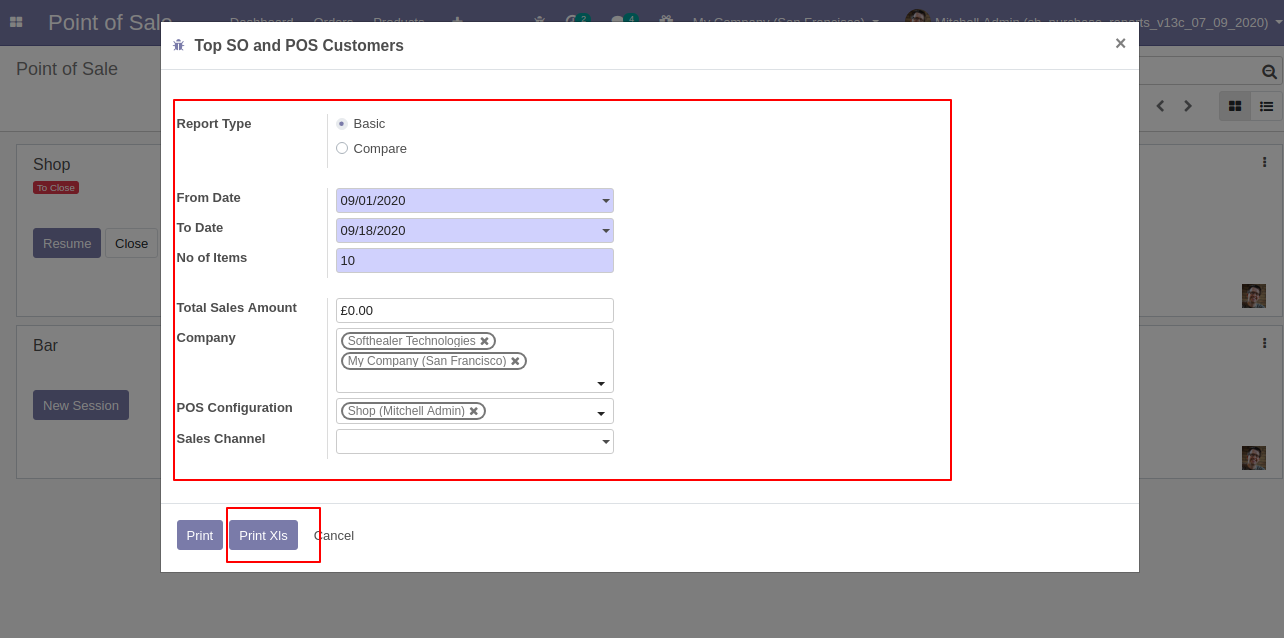 Point of Sale Dashboard Orders Products 2 4 My Company (San Francisco) Mitchell Admin (sh_purchase_reports_v13c_07_09_2020)
Top SO and POS Customers ×
Point of Sale
Report Type Basic
Compare
Shop
To Close
From Date 09/01/2020
To Date 09/18/2020
Resume Close
No of Items 10
Total Sales Amount £0.00
Company Softhealer Technologies
My Company (San Francisco)
Bar
POS Configuration Shop (Mitchell Admin)
New Session
Sales Channel
Print Print Xls Cancel